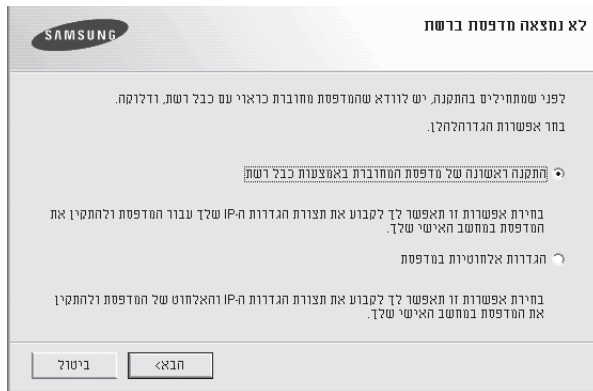 לא נמצאה מדפסת ברשת
SAMSUNG
לפני שמתחילים בהתקנה, יש לוודא שהמדפסת מחוברת כראוי עם כבל רשת, ודלוקה.
בחר אפשרות הגדרהלהלן.
התקנה ראשונה של מדפסת המחוברת באמצעות כבל רשת
בחירת אפשרות זו תאפשר לך לקבוע את תצורת הגדרות ה-IP שלך עבור המדפסת ולהתקין את
המדפסת במחשב האישי שלך.
הגדרות אלחוטיות במדפסת
בחירת אפשרות זו תאפשר לך לקבוע את תצורת הגדרות ה-IP והאלחוט של המדפסת ולהתקין
את המדפסת במחשב האישי שלך.
הבא>
ביטול